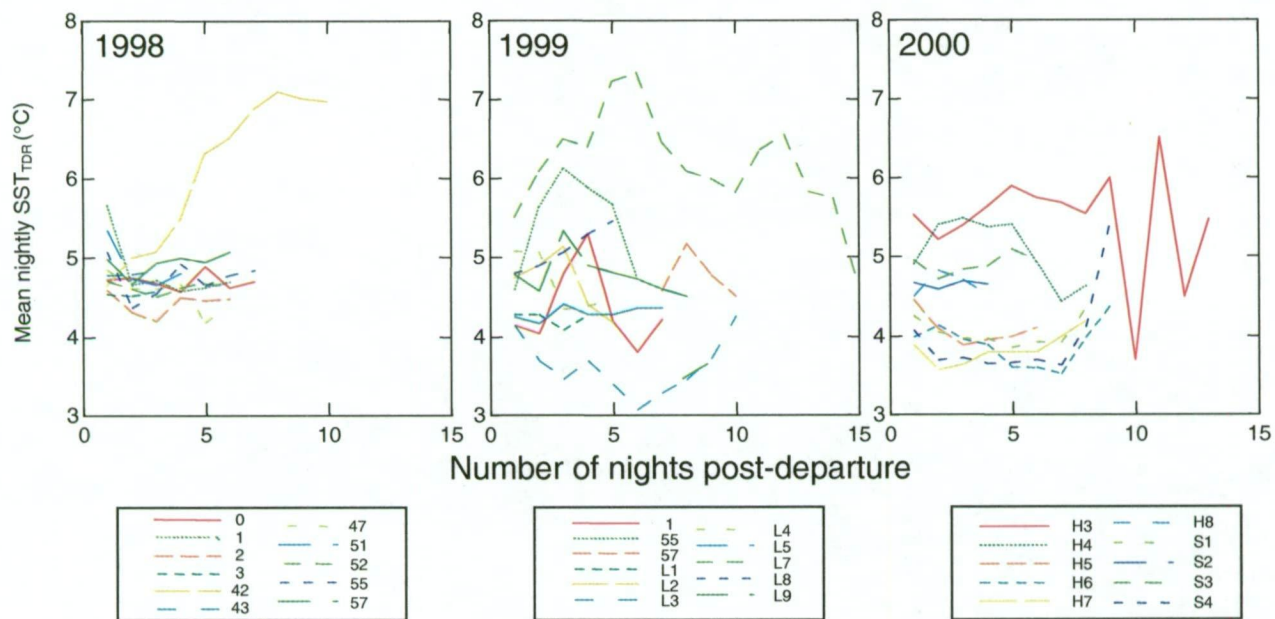 1998
1999
2000
Mean nightly SST_TDR (°C)
8
7
6
5
4
3
8
7
6
5
4
3
8
7
6
5
4
3
0 5 10 15
0 5 10 15
0 5 10 15
Number of nights post-departure
0
1
2
3
42
43
47
51
52
55
57
1
55
57
L1
L2
L3
L4
L5
L7
L8
L9
H3
H4
H5
H6
H7
H8
S1
S2
S3
S4